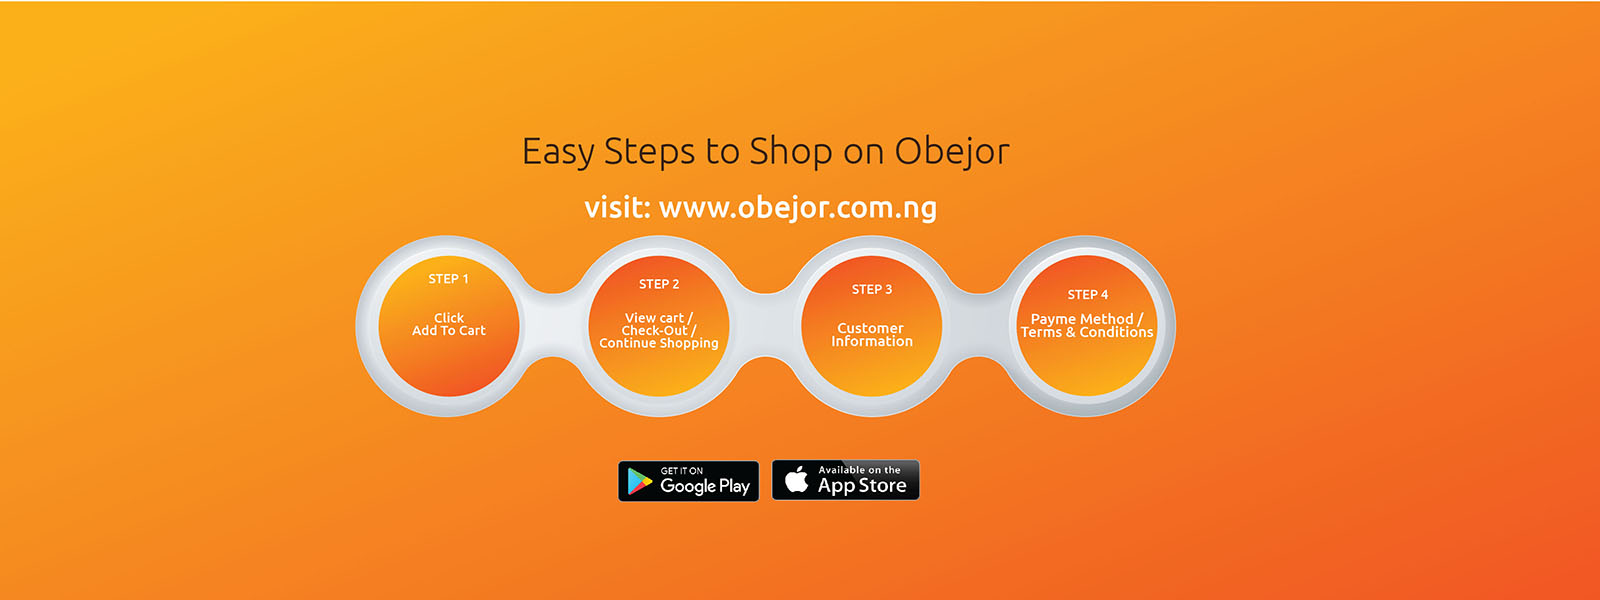 Easy Steps to Shop on Obejor
visit: www.obejor.com.ng
STEP 1
Click
Add To Cart
STEP 2
View cart /
Check-Out /
Continue Shopping
STEP 3
Customer
Information
STEP 4
Payme Method /
Terms & Conditions
GET IT ON
Google Play
Available on the
App Store